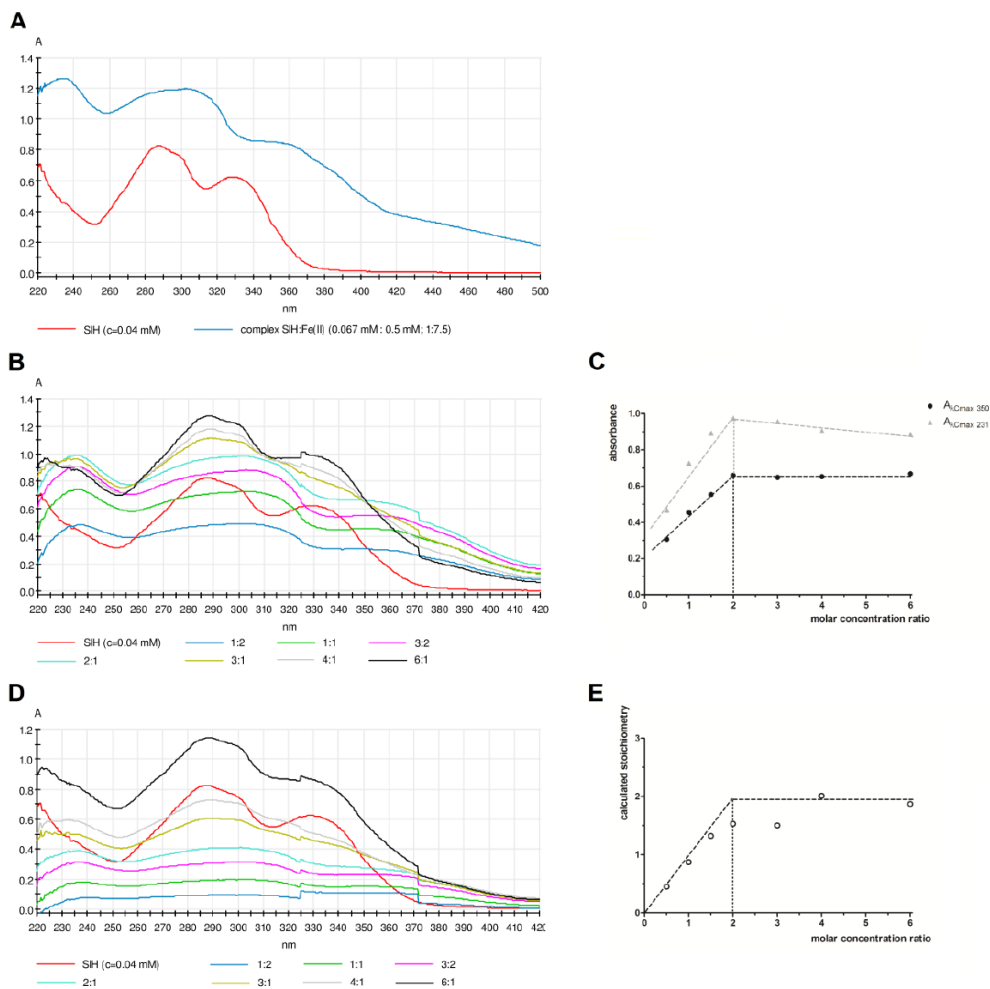 A
A
1.4
1.2
1.0
0.8
0.6
0.4
0.2
0.0
220 240 260 280 300 320 340 360 380 400 420 440 460 480 500
nm
SIH (c=0.04 mM) complex SIH:Fe(II) (0.067 mM : 0.5 mM; 1:7.5)
B
A
1.4
1.2
1.0
0.8
0.6
0.4
0.2
0.0
220 230 240 250 260 270 280 290 300 310 320 330 340 350 360 370 380 390 400 410 420
nm
SIH (c=0.04 mM) 1:2 1:1 3:2
2:1 3:1 4:1 6:1
C
AλCmax 350
AλCmax 231
absorbance
1.0
0.8
0.6
0.4
0.2
0.0
0 1 2 3 4 5 6
molar concentration ratio
D
A
1.2
1.0
0.8
0.6
0.4
0.2
0.0
220 230 240 250 260 270 280 290 300 310 320 330 340 350 360 370 380 390 400 410 420
nm
SIH (c=0.04 mM) 1:2 1:1 3:2
2:1 3:1 4:1 6:1
E
calculated stoichiometry
3
2
1
0
0 1 2 3 4 5 6
molar concentration ratio